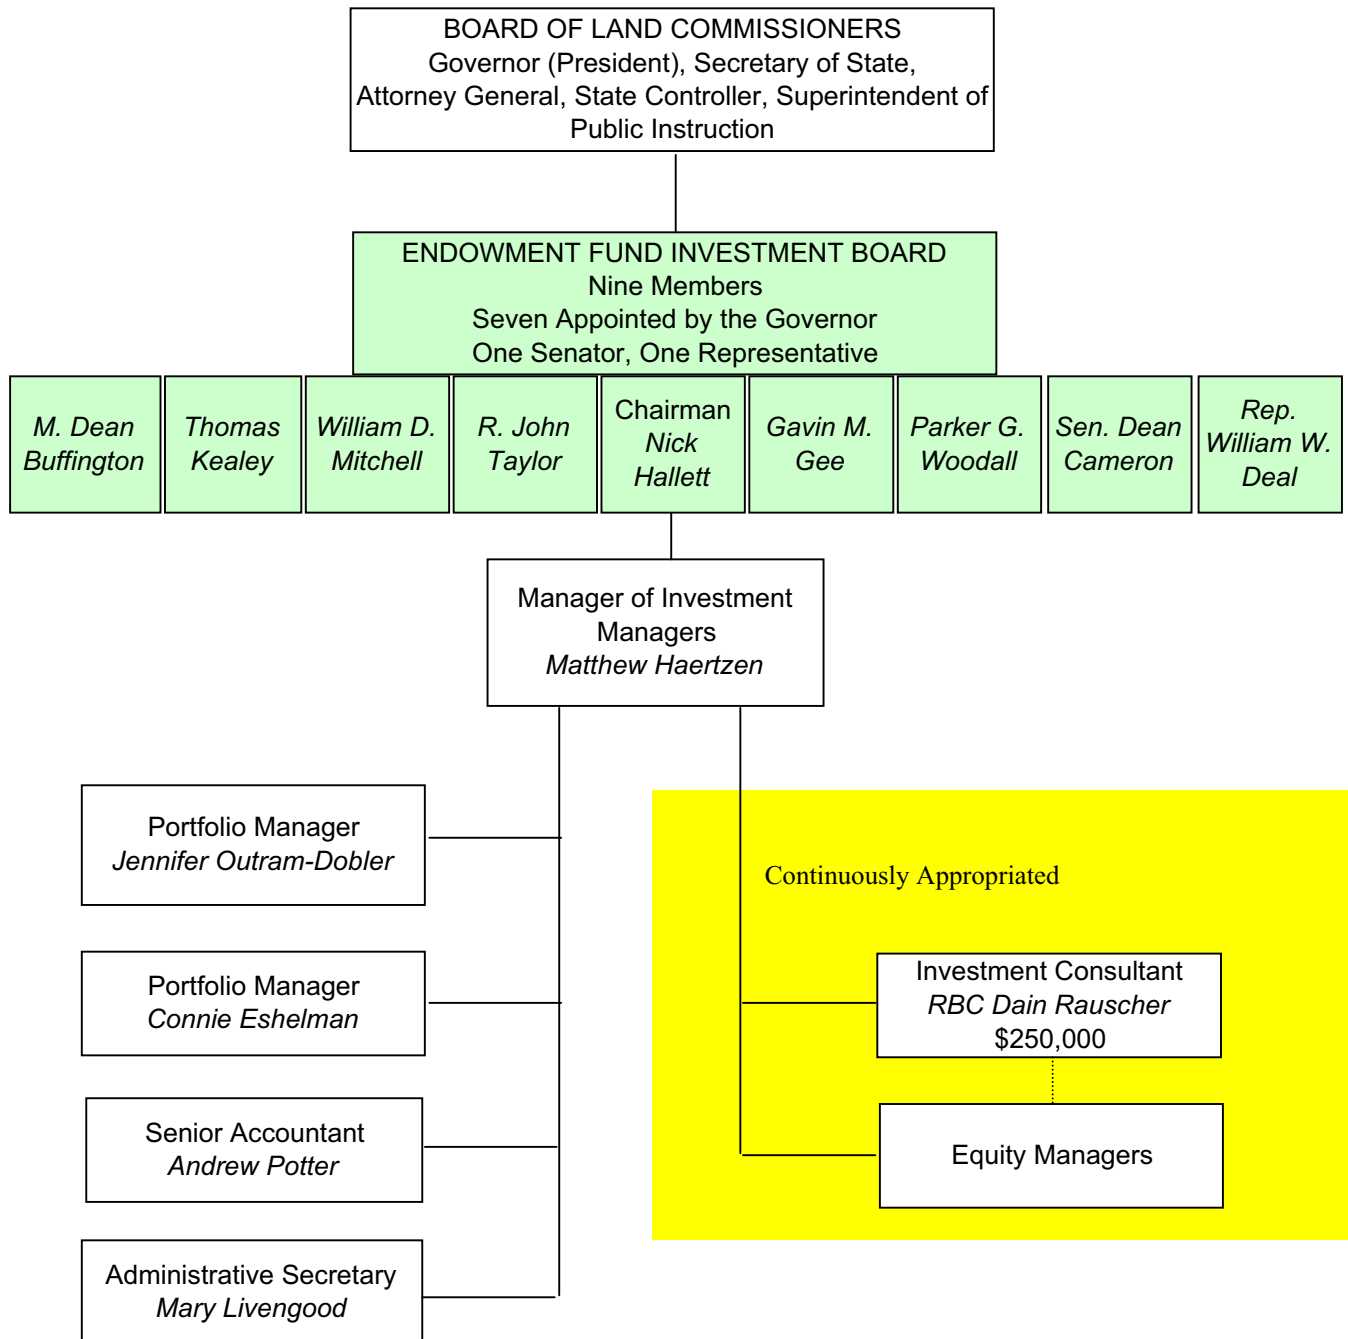 BOARD OF LAND COMMISSIONERS
Governor (President), Secretary of State,
Attorney General, State Controller, Superintendent of
Public Instruction
ENDOWMENT FUND INVESTMENT BOARD
Nine Members
Seven Appointed by the Governor
One Senator, One Representative
M. Dean
Buffington
Thomas
Kealey
William D.
Mitchell
R. John
Taylor
Chairman
Nick
Hallett
Gavin M.
Gee
Parker G.
Woodall
Sen. Dean
Cameron
Rep.
William W.
Deal
Manager of Investment
Managers
Matthew Haertzen
Portfolio Manager
Jennifer Outram-Dobler
Portfolio Manager
Connie Eshelman
Senior Accountant
Andrew Potter
Administrative Secretary
Mary Livengood
Continuously Appropriated
Investment Consultant
RBC Dain Rauscher
$250,000
Equity Managers